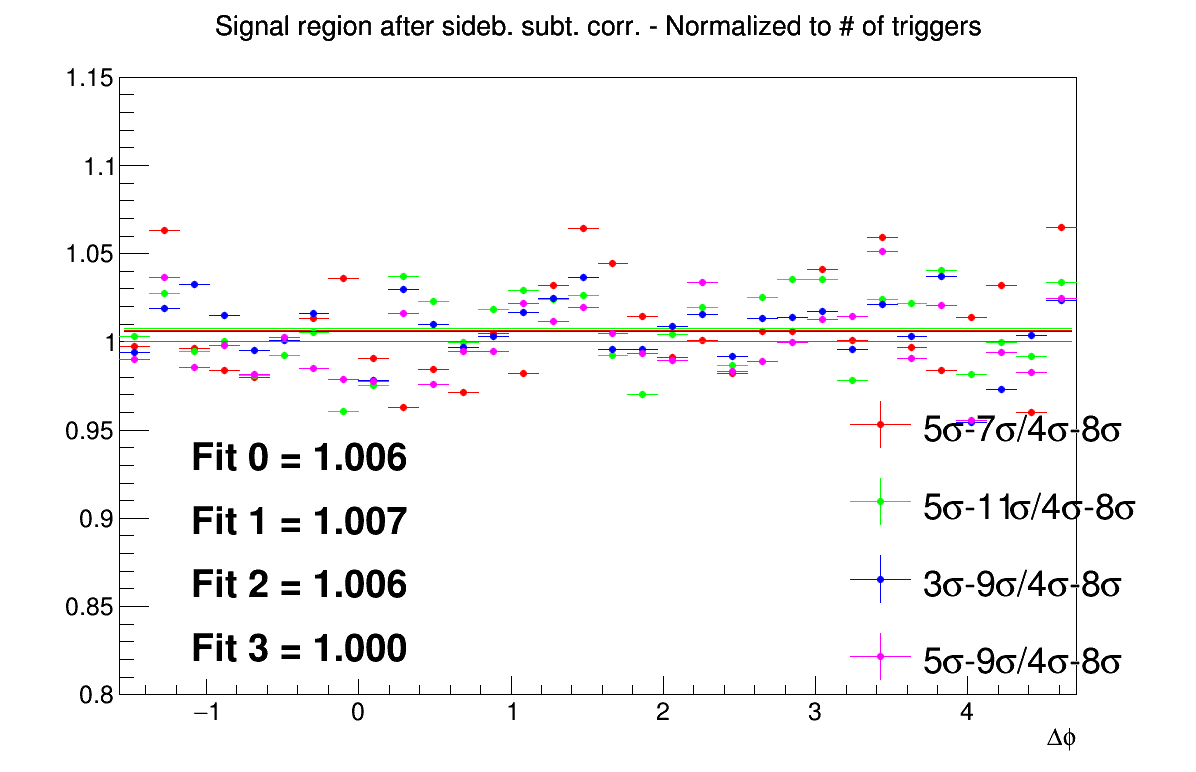 Signal region after sideb. subt. corr. - Normalized to # of triggers
1.15
1.1
1.05
1
0.95
0.9
0.85
0.8
Fit 0 = 1.006
Fit 1 = 1.007
Fit 2 = 1.006
Fit 3 = 1.000
5σ-7σ/4σ-8σ
5σ-11σ/4σ-8σ
3σ-9σ/4σ-8σ
5σ-9σ/4σ-8σ
−1 0 1 2 3 4
Δϕ